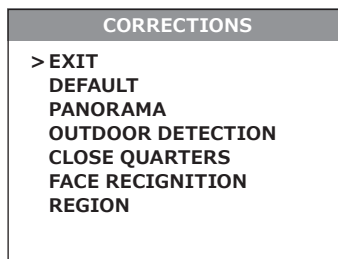 CORRECTIONS
> EXIT
DEFAULT
PANORAMA
OUTDOOR DETECTION
CLOSE QUARTERS
FACE RECIGNITION
REGION